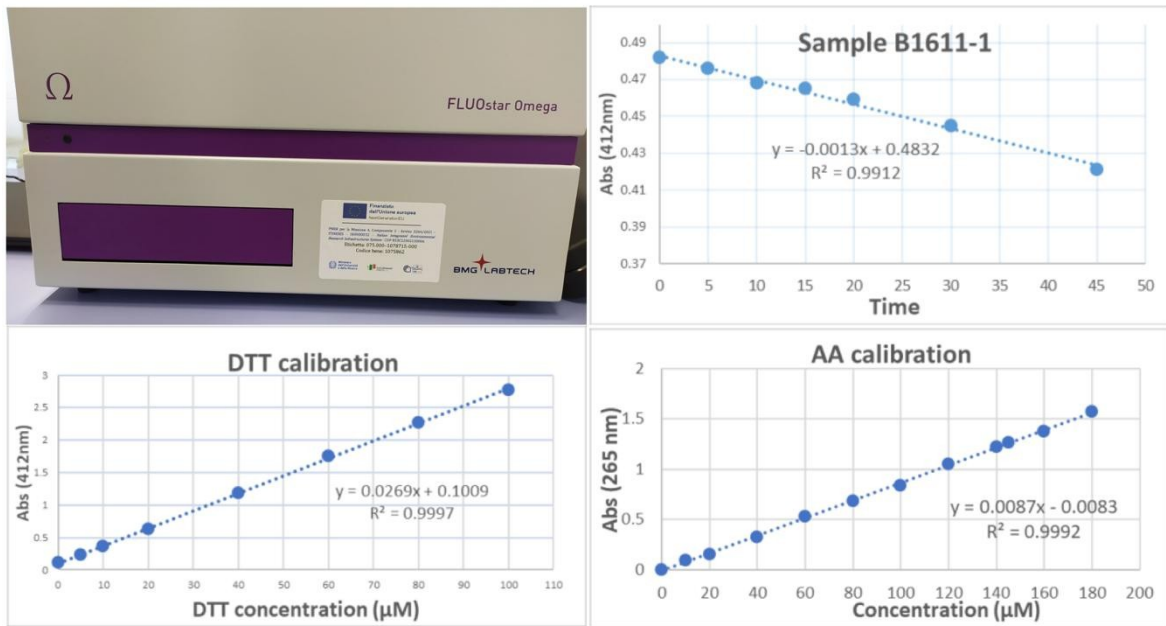 Ω
FLUOstar Omega
Finanziato
dall'Unione europea
NextGenerationEU
BMG LABTECH
Sample B1611-1
0.49
0.47
0.45
0.43
0.41
0.39
0.37
Abs (412nm)
y = -0.0013x + 0.4832
R² = 0.9912
0 5 10 15 20 25 30 35 40 45 50
Time
DTT calibration
3
2.5
2
1.5
1
0.5
0
Abs (412nm)
y = 0.0269x + 0.1009
R² = 0.9997
0 10 20 30 40 50 60 70 80 90 100 110
DTT concentration (µM)
AA calibration
2
1.5
1
0.5
0
Abs (265 nm)
y = 0.0087x - 0.0083
R² = 0.9992
0 20 40 60 80 100 120 140 160 180 200
Concentration (µM)